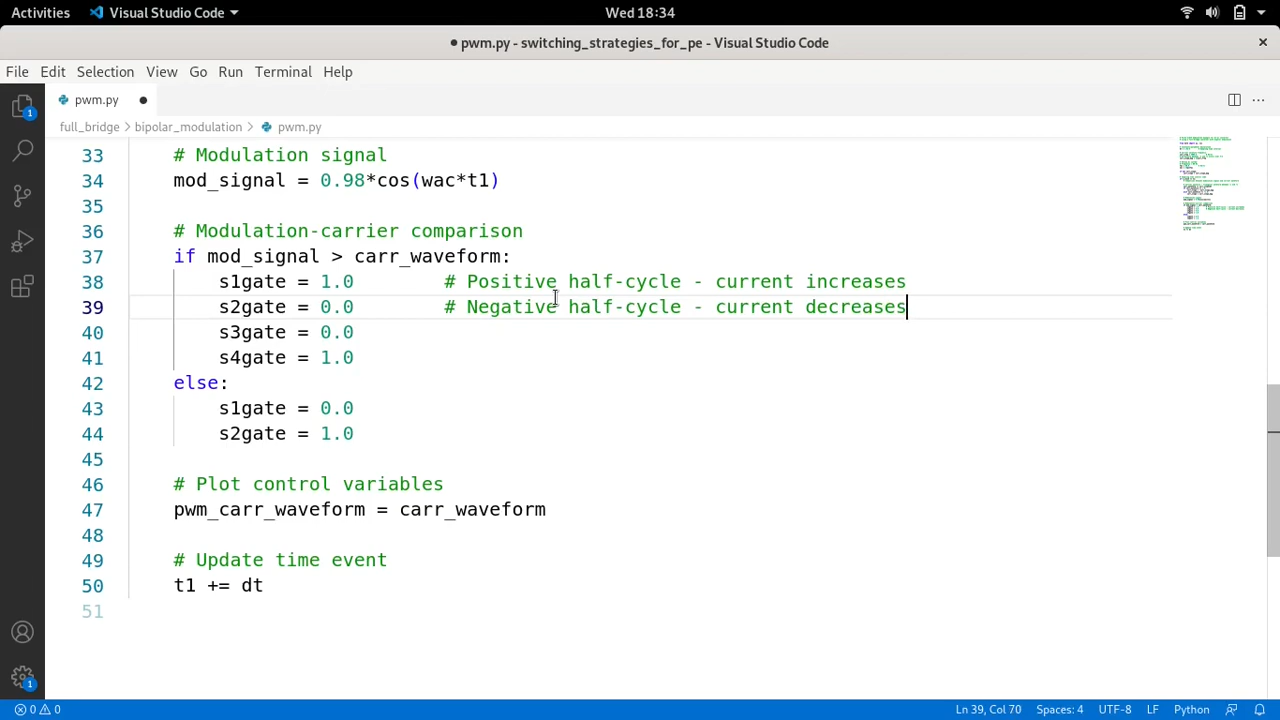 Activities Visual Studio Code Wed 18:34
● pwm.py - switching_strategies_for_pe - Visual Studio Code ×
File Edit Selection View Go Run Terminal Help
pwm.py ●
full_bridge > bipolar_modulation > pwm.py
33 # Modulation signal
34 mod_signal = 0.98*cos(wac*t1)
35
36 # Modulation-carrier comparison
37 if mod_signal > carr_waveform:
38 s1gate = 1.0 # Positive half-cycle - current increases
39 s2gate = 0.0 # Negative half-cycle - current decreases
40 s3gate = 0.0
41 s4gate = 1.0
42 else:
43 s1gate = 0.0
44 s2gate = 1.0
45
46 # Plot control variables
47 pwm_carr_waveform = carr_waveform
48
49 # Update time event
50 t1 += dt
51
1
1
0 0 Ln 39, Col 70 Spaces: 4 UTF-8 LF Python